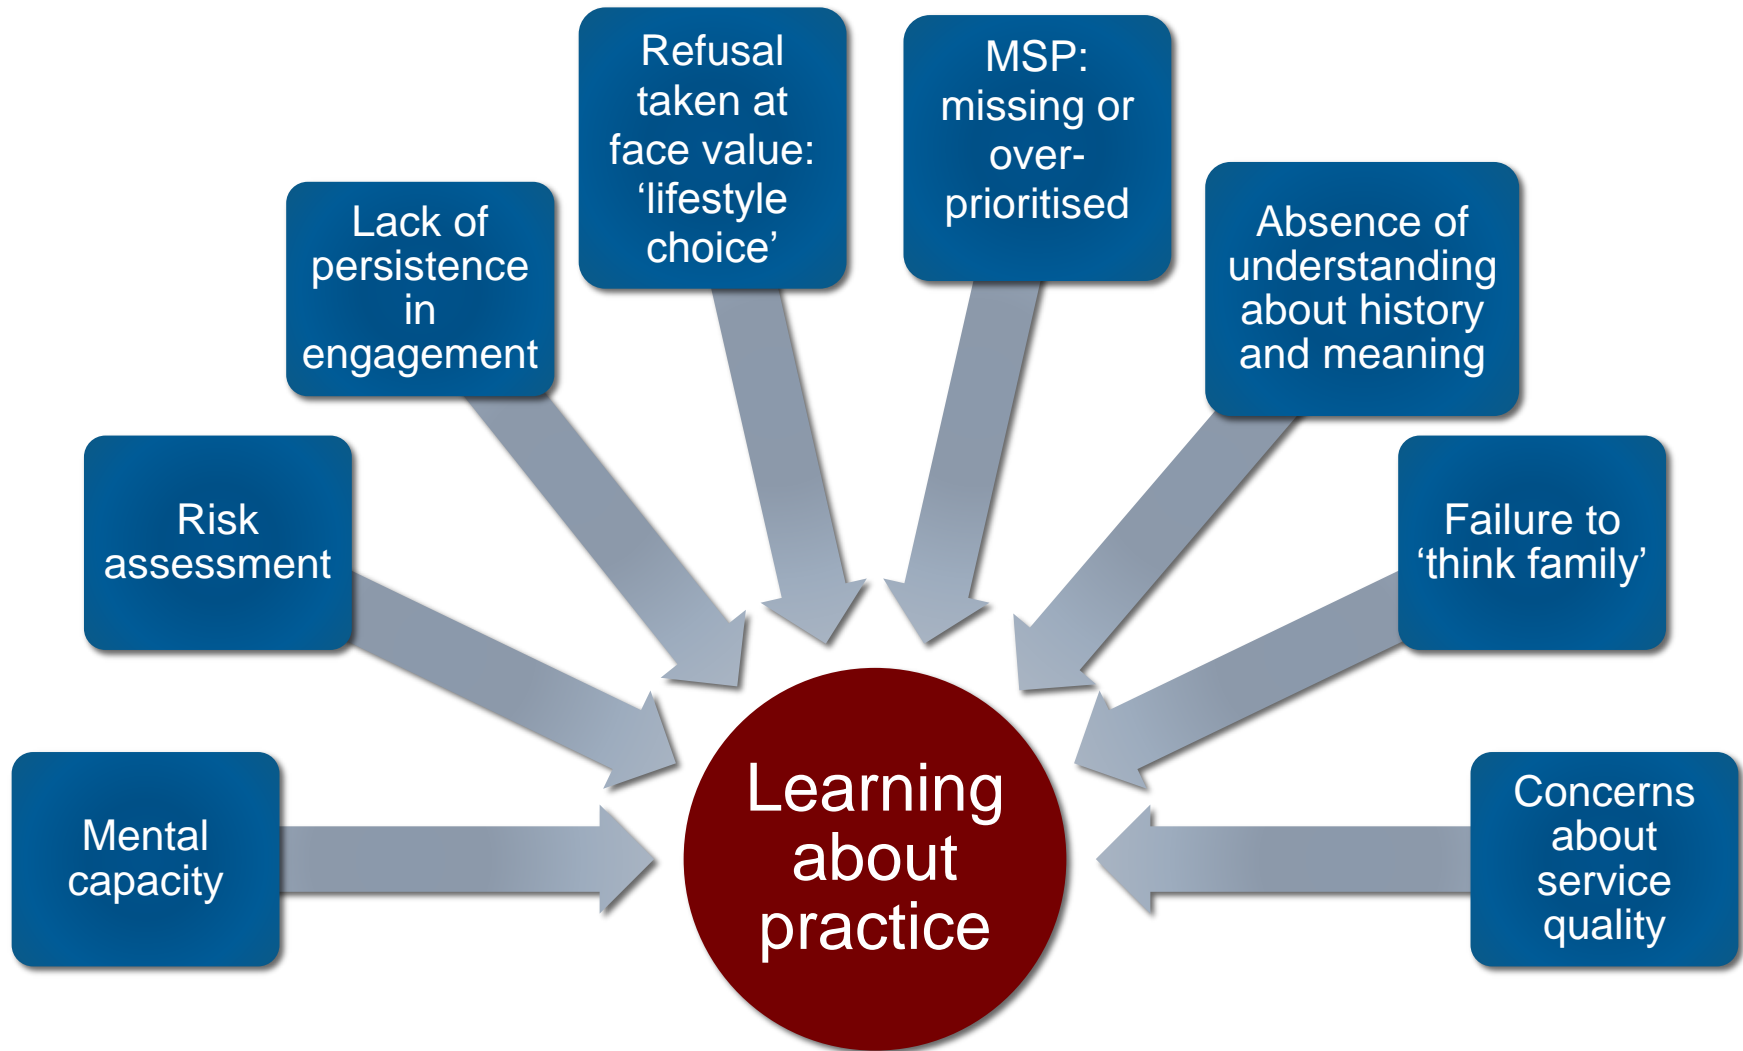 Refusal
taken at
face value:
‘lifestyle
choice’
MSP:
missing or
over-
prioritised
Lack of
persistence
in
engagement
Absence of
understanding
about history
and meaning
Risk
assessment
Failure to
‘think family’
Mental
capacity
Learning
about
practice
Concerns
about
service
quality